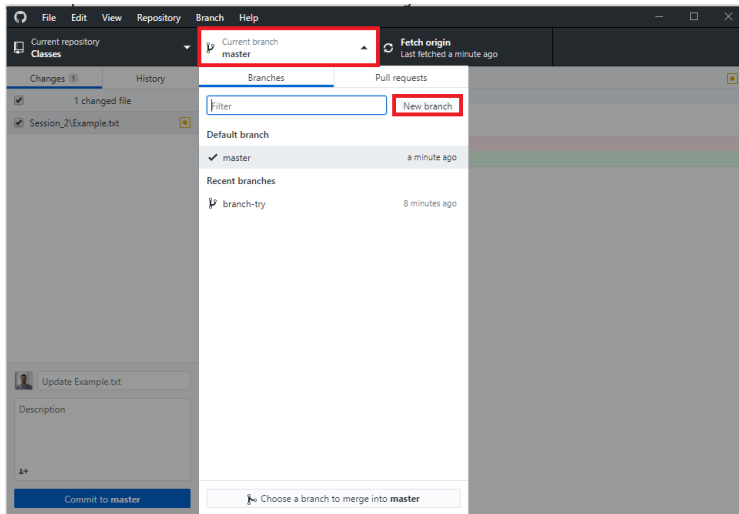 File Edit View Repository Branch Help
Current repository
Classes
Current branch
master
Fetch origin
Last fetched a minute ago
Changes 1 History
Branches Pull requests
1 changed file
Filter New branch
Session_2\Example.txt
Default branch
master a minute ago
Recent branches
branch-try 8 minutes ago
Update Example.txt
Description
Commit to master
Choose a branch to merge into master